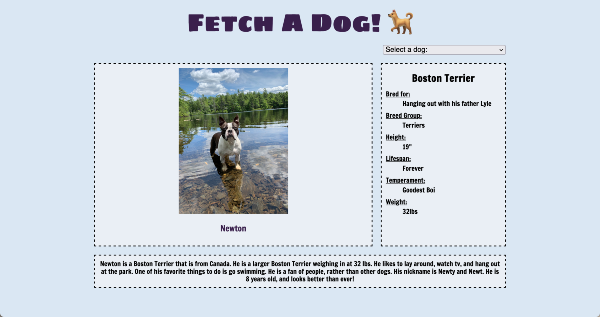 FETCH A DOG!
Select a dog:
Boston Terrier
Bred for:
Hanging out with his father Lyle
Breed Group:
Terriers
Height:
19"
Lifespan:
Forever
Temperament:
Goodest Boi
Weight:
32lbs
Newton
Newton is a Boston Terrier that is from Canada. He is a larger Boston Terrier weighing in at 32 lbs. He likes to lay around, watch tv, and hang out
at the park. One of his favorite things to do is go swimming. He is a fan of people, rather than other dogs. His nickname is Newty and Newt. He is
8 years old, and looks better than ever!